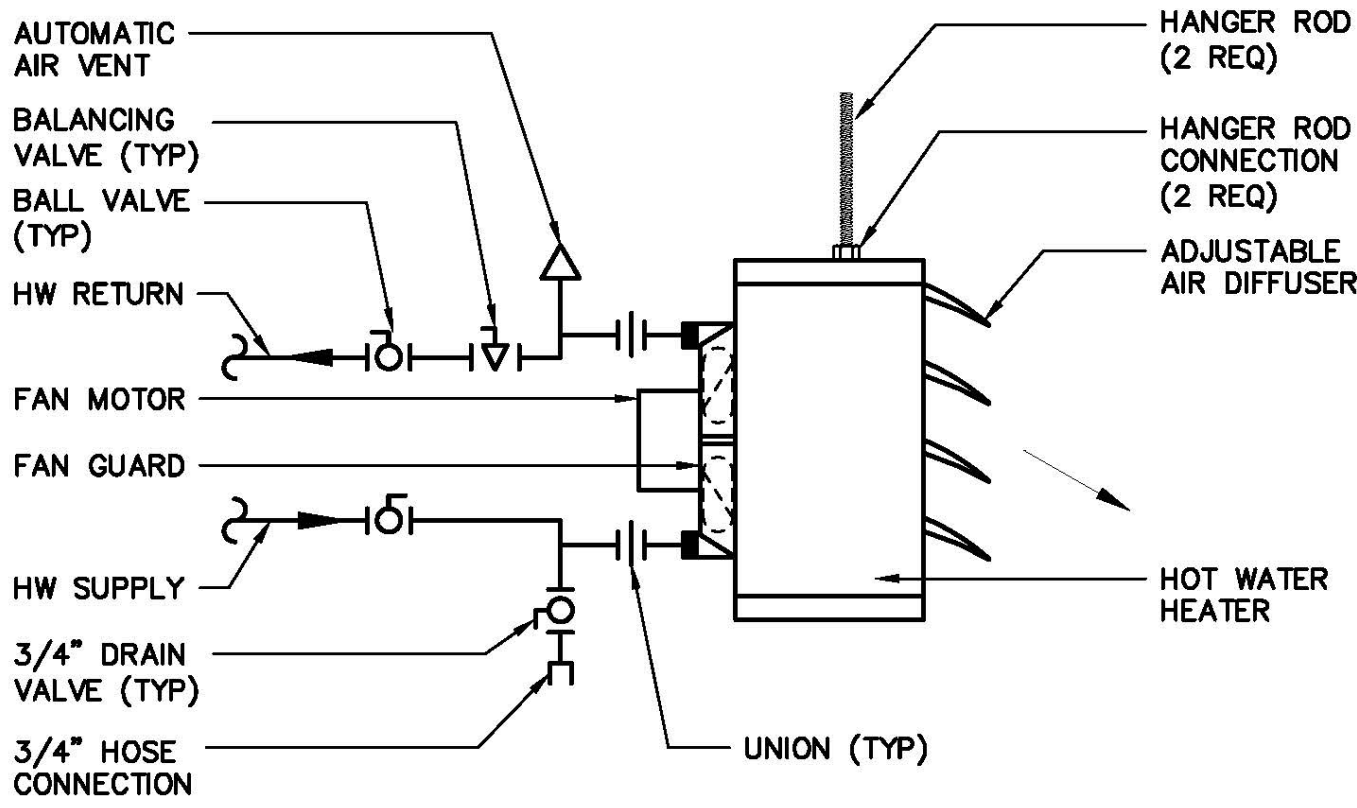 AUTOMATIC
AIR VENT
BALANCING
VALVE (TYP)
BALL VALVE
(TYP)
HW RETURN
FAN MOTOR
FAN GUARD
HW SUPPLY
3/4" DRAIN
VALVE (TYP)
3/4" HOSE
CONNECTION
UNION (TYP)
HANGER ROD
(2 REQ)
HANGER ROD
CONNECTION
(2 REQ)
ADJUSTABLE
AIR DIFFUSER
HOT WATER
HEATER